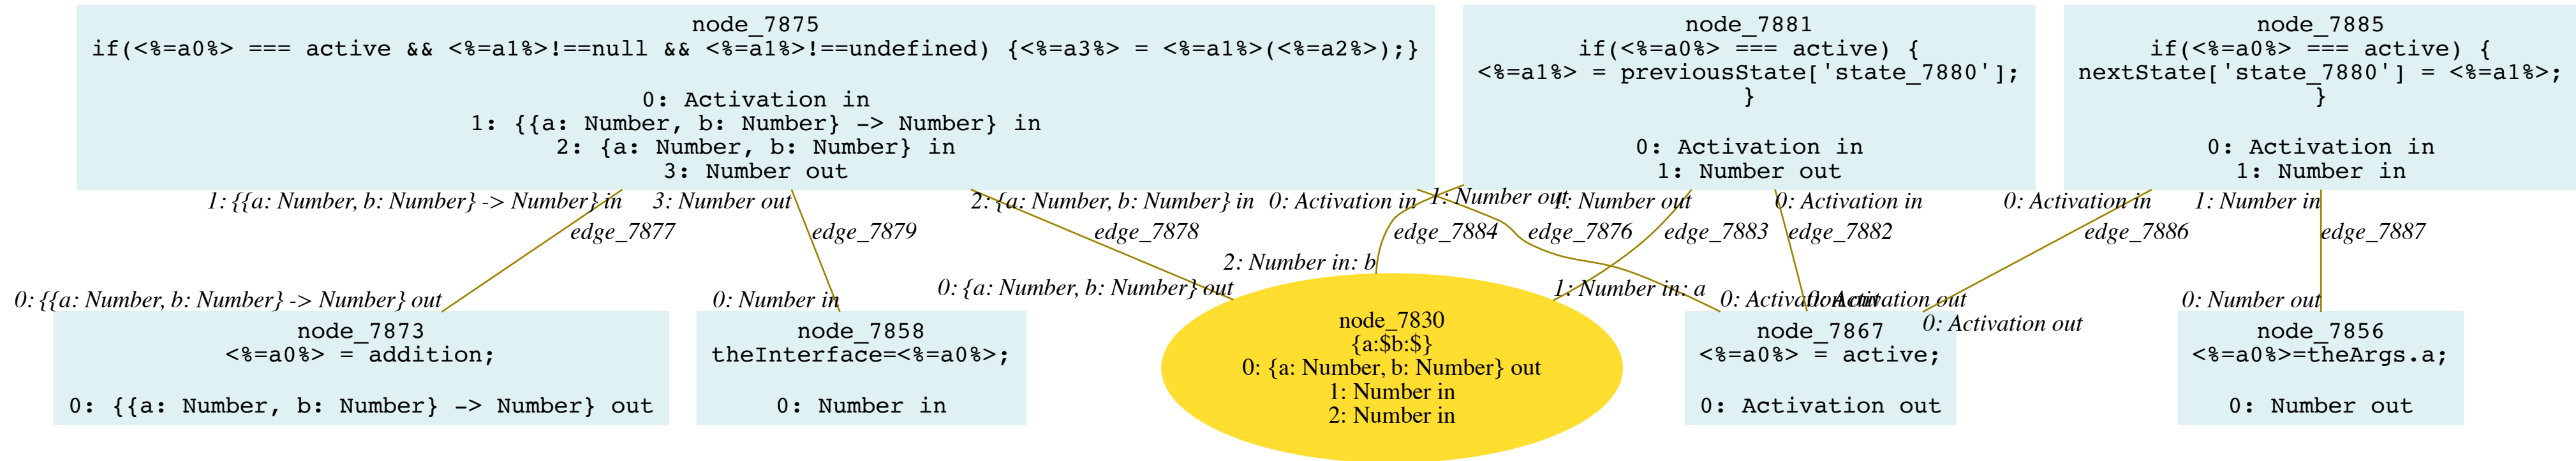 node_7875
if(<%=a0%> === active && <%=a1%>!==null && <%=a1%>!==undefined) {<%=a3%> = <%=a1%>(<%=a2%>);}
0: Activation in
1: {{a: Number, b: Number} -> Number} in
2: {a: Number, b: Number} in
3: Number out
node_7881
if(<%=a0%> === active) {
<%=a1%> = previousState['state_7880'];
}
0: Activation in
1: Number out
node_7885
if(<%=a0%> === active) {
nextState['state_7880'] = <%=a1%>;
}
0: Activation in
1: Number in
1: {{a: Number, b: Number} -> Number} in
3: Number out
2: {a: Number, b: Number} in
0: Activation in
1: Number out
1: Number out
0: Activation in
0: Activation in
1: Number in
edge_7877
edge_7879
edge_7878
edge_7884
edge_7876
edge_7883
edge_7882
edge_7886
edge_7887
2: Number in: b
0: {{a: Number, b: Number} -> Number} out
0: Number in
0: {a: Number, b: Number} out
1: Number in: a
0: Activation out
0: Activation out
0: Activation out
0: Number out
node_7873
<%=a0%> = addition;
0: {{a: Number, b: Number} -> Number} out
node_7858
theInterface=<%=a0%>;
0: Number in
node_7830
{a:$b:$}
0: {a: Number, b: Number} out
1: Number in
2: Number in
node_7867
<%=a0%> = active;
0: Activation out
node_7856
<%=a0%>=theArgs.a;
0: Number out